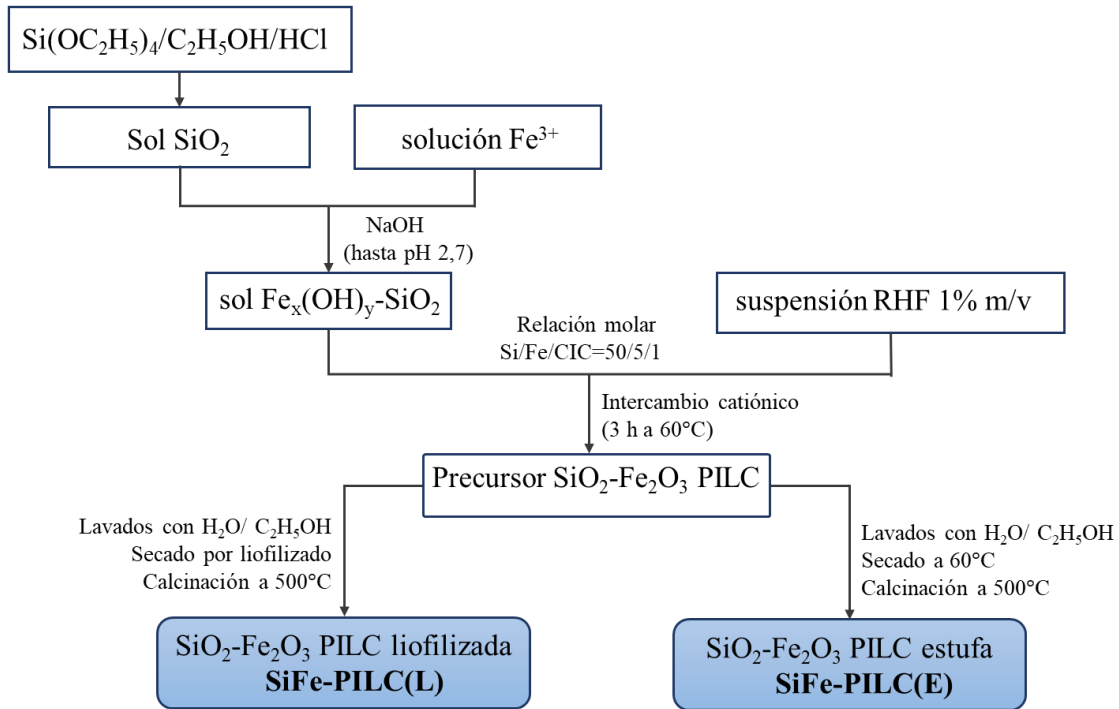 Si(OC₂H₅)₄/C₂H₅OH/HCl
Sol SiO₂
solución Fe³⁺
NaOH
(hasta pH 2,7)
sol Feₓ(OH)ᵧ-SiO₂
suspensión RHF 1% m/v
Relación molar
Si/Fe/CIC=50/5/1
Intercambio catiónico
(3 h a 60°C)
Precursor SiO₂-Fe₂O₃ PILC
Lavados con H₂O/ C₂H₅OH
Secado por liofilizado
Calcinación a 500°C
Lavados con H₂O/ C₂H₅OH
Secado a 60°C
Calcinación a 500°C
SiO₂-Fe₂O₃ PILC liofilizada
SiFe-PILC(L)
SiO₂-Fe₂O₃ PILC estufa
SiFe-PILC(E)